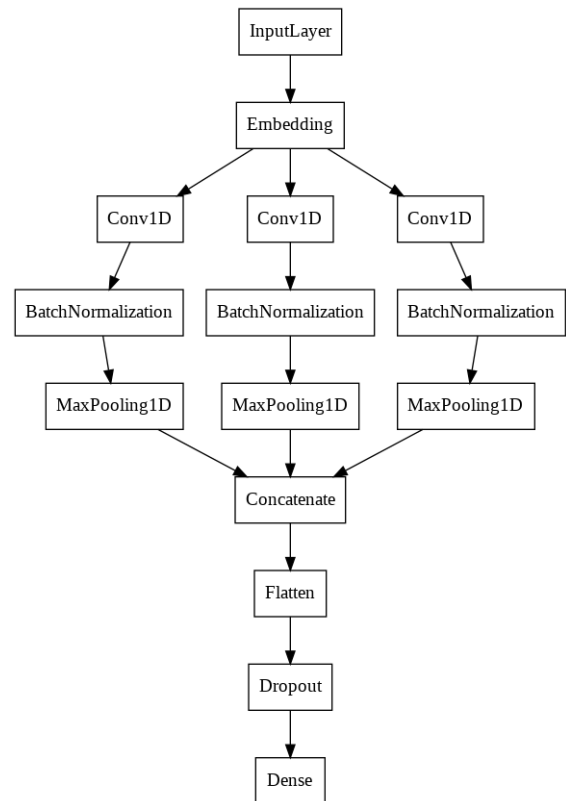 InputLayer
Embedding
Conv1D
Conv1D
Conv1D
BatchNormalization
BatchNormalization
BatchNormalization
MaxPooling1D
MaxPooling1D
MaxPooling1D
Concatenate
Flatten
Dropout
Dense